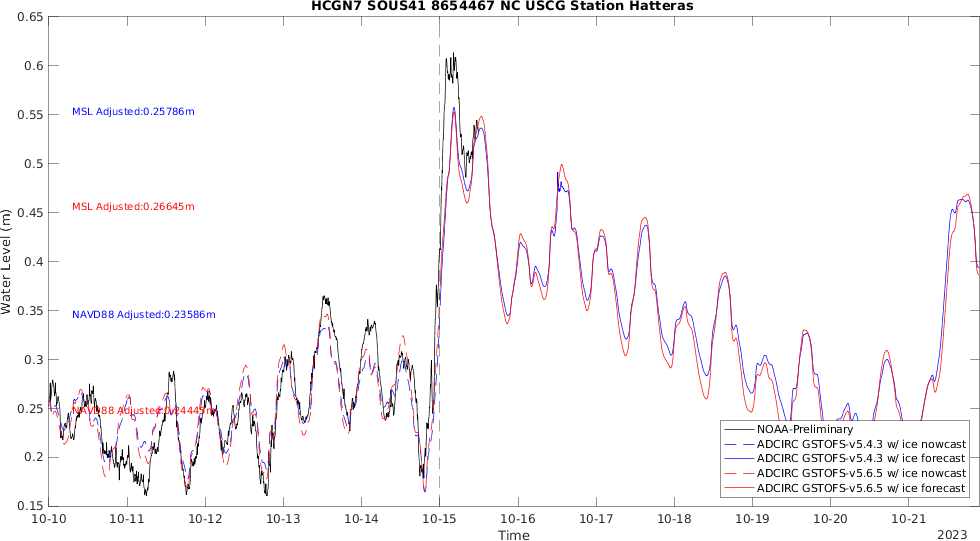 HCGN7 SOUS41 8654467 NC USCG Station Hatteras
0.65
0.6
0.55
0.5
0.45
0.4
0.35
0.3
0.25
0.2
0.15
Water Level (m)
MSL Adjusted:0.25786m
MSL Adjusted:0.26645m
NAVD88 Adjusted:0.23586m
NAVD88 Adjusted:0.24445m
NOAA-Preliminary
ADCIRC GSTOFS-v5.4.3 w/ ice nowcast
ADCIRC GSTOFS-v5.4.3 w/ ice forecast
ADCIRC GSTOFS-v5.6.5 w/ ice nowcast
ADCIRC GSTOFS-v5.6.5 w/ ice forecast
10-10 10-11 10-12 10-13 10-14 10-15 10-16 10-17 10-18 10-19 10-20 10-21
Time
2023